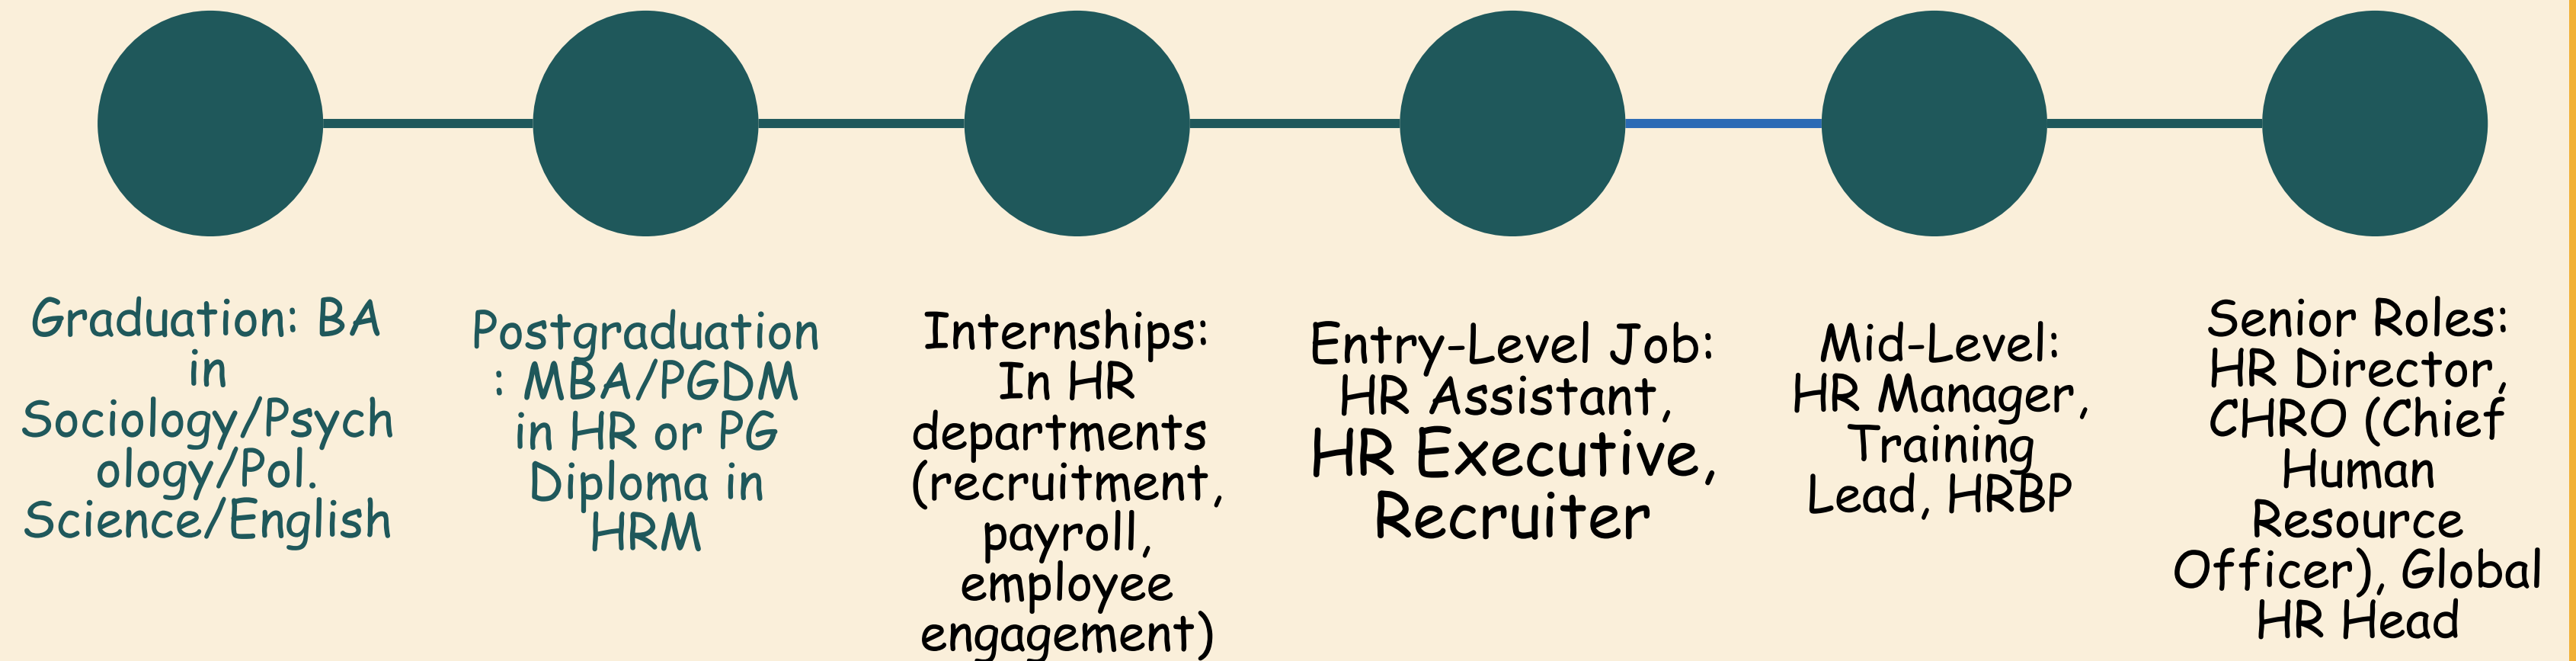 Graduation: BA
in
Sociology/Psych
ology/Pol.
Science/English
Postgraduation
: MBA/PGDM
in HR or PG
Diploma in
HRM
Internships:
In HR
departments
(recruitment,
payroll,
employee
engagement)
Entry-Level Job:
HR Assistant,
HR Executive,
Recruiter
Mid-Level:
HR Manager,
Training
Lead, HRBP
Senior Roles:
HR Director,
CHRO (Chief
Human
Resource
Officer), Global
HR Head